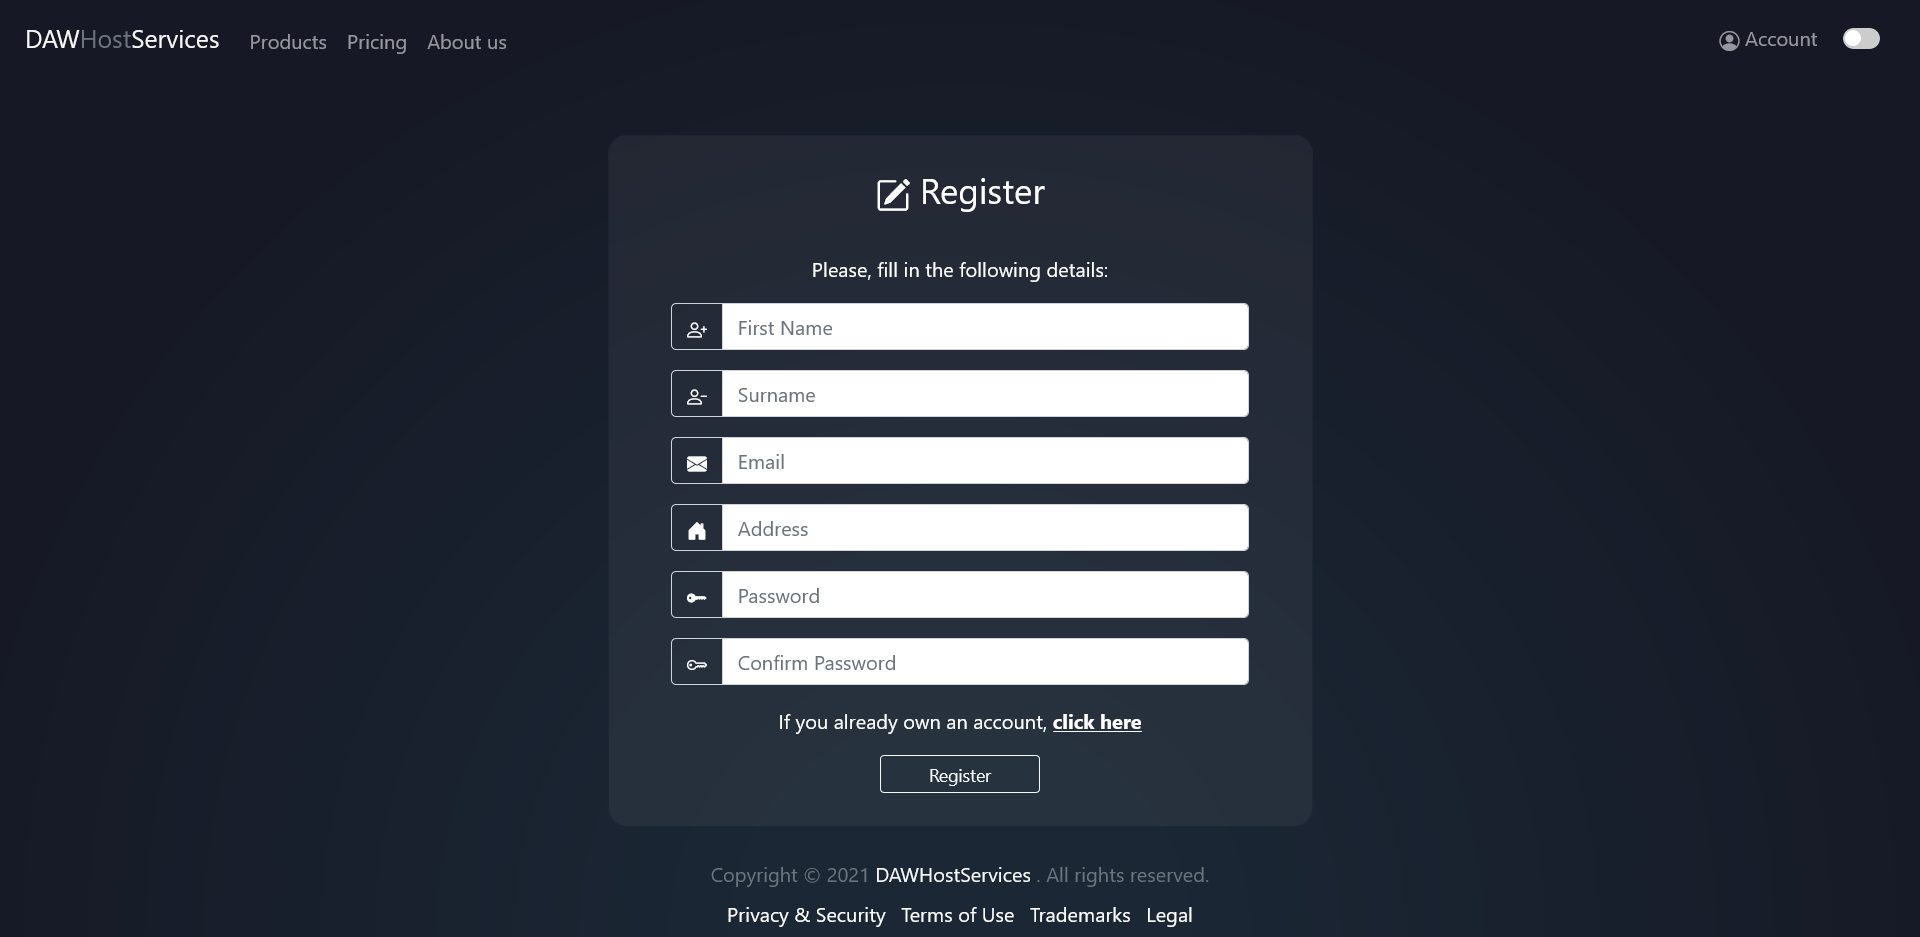 DAWHostServices Products Pricing About us Account
Register
Please, fill in the following details:
First Name
Surname
Email
Address
Password
Confirm Password
If you already own an account, click here
Register
Copyright © 2021 DAWHostServices . All rights reserved.
Privacy & Security Terms of Use Trademarks Legal